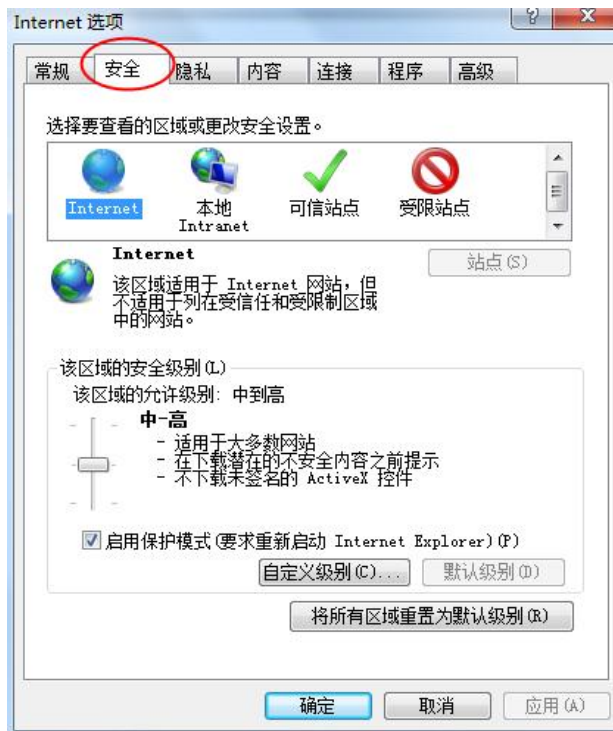 Internet 选项
常规 安全 隐私 内容 连接 程序 高级
选择要查看的区域或更改安全设置。
Internet 本地 Intranet 可信站点 受限站点
Internet
站点(S)
该区域适用于 Internet 网站，但
不适用于列在受信任和受限制区域
中的网站。
该区域的安全级别(L)
该区域的允许级别: 中到高
中-高
- 适用于大多数网站
- 在下载潜在的不安全内容之前提示
- 不下载未签名的 ActiveX 控件
启用保护模式(要求重新启动 Internet Explorer)(P)
自定义级别(C)... 默认级别(D)
将所有区域重置为默认级别(R)
确定 取消 应用(A)